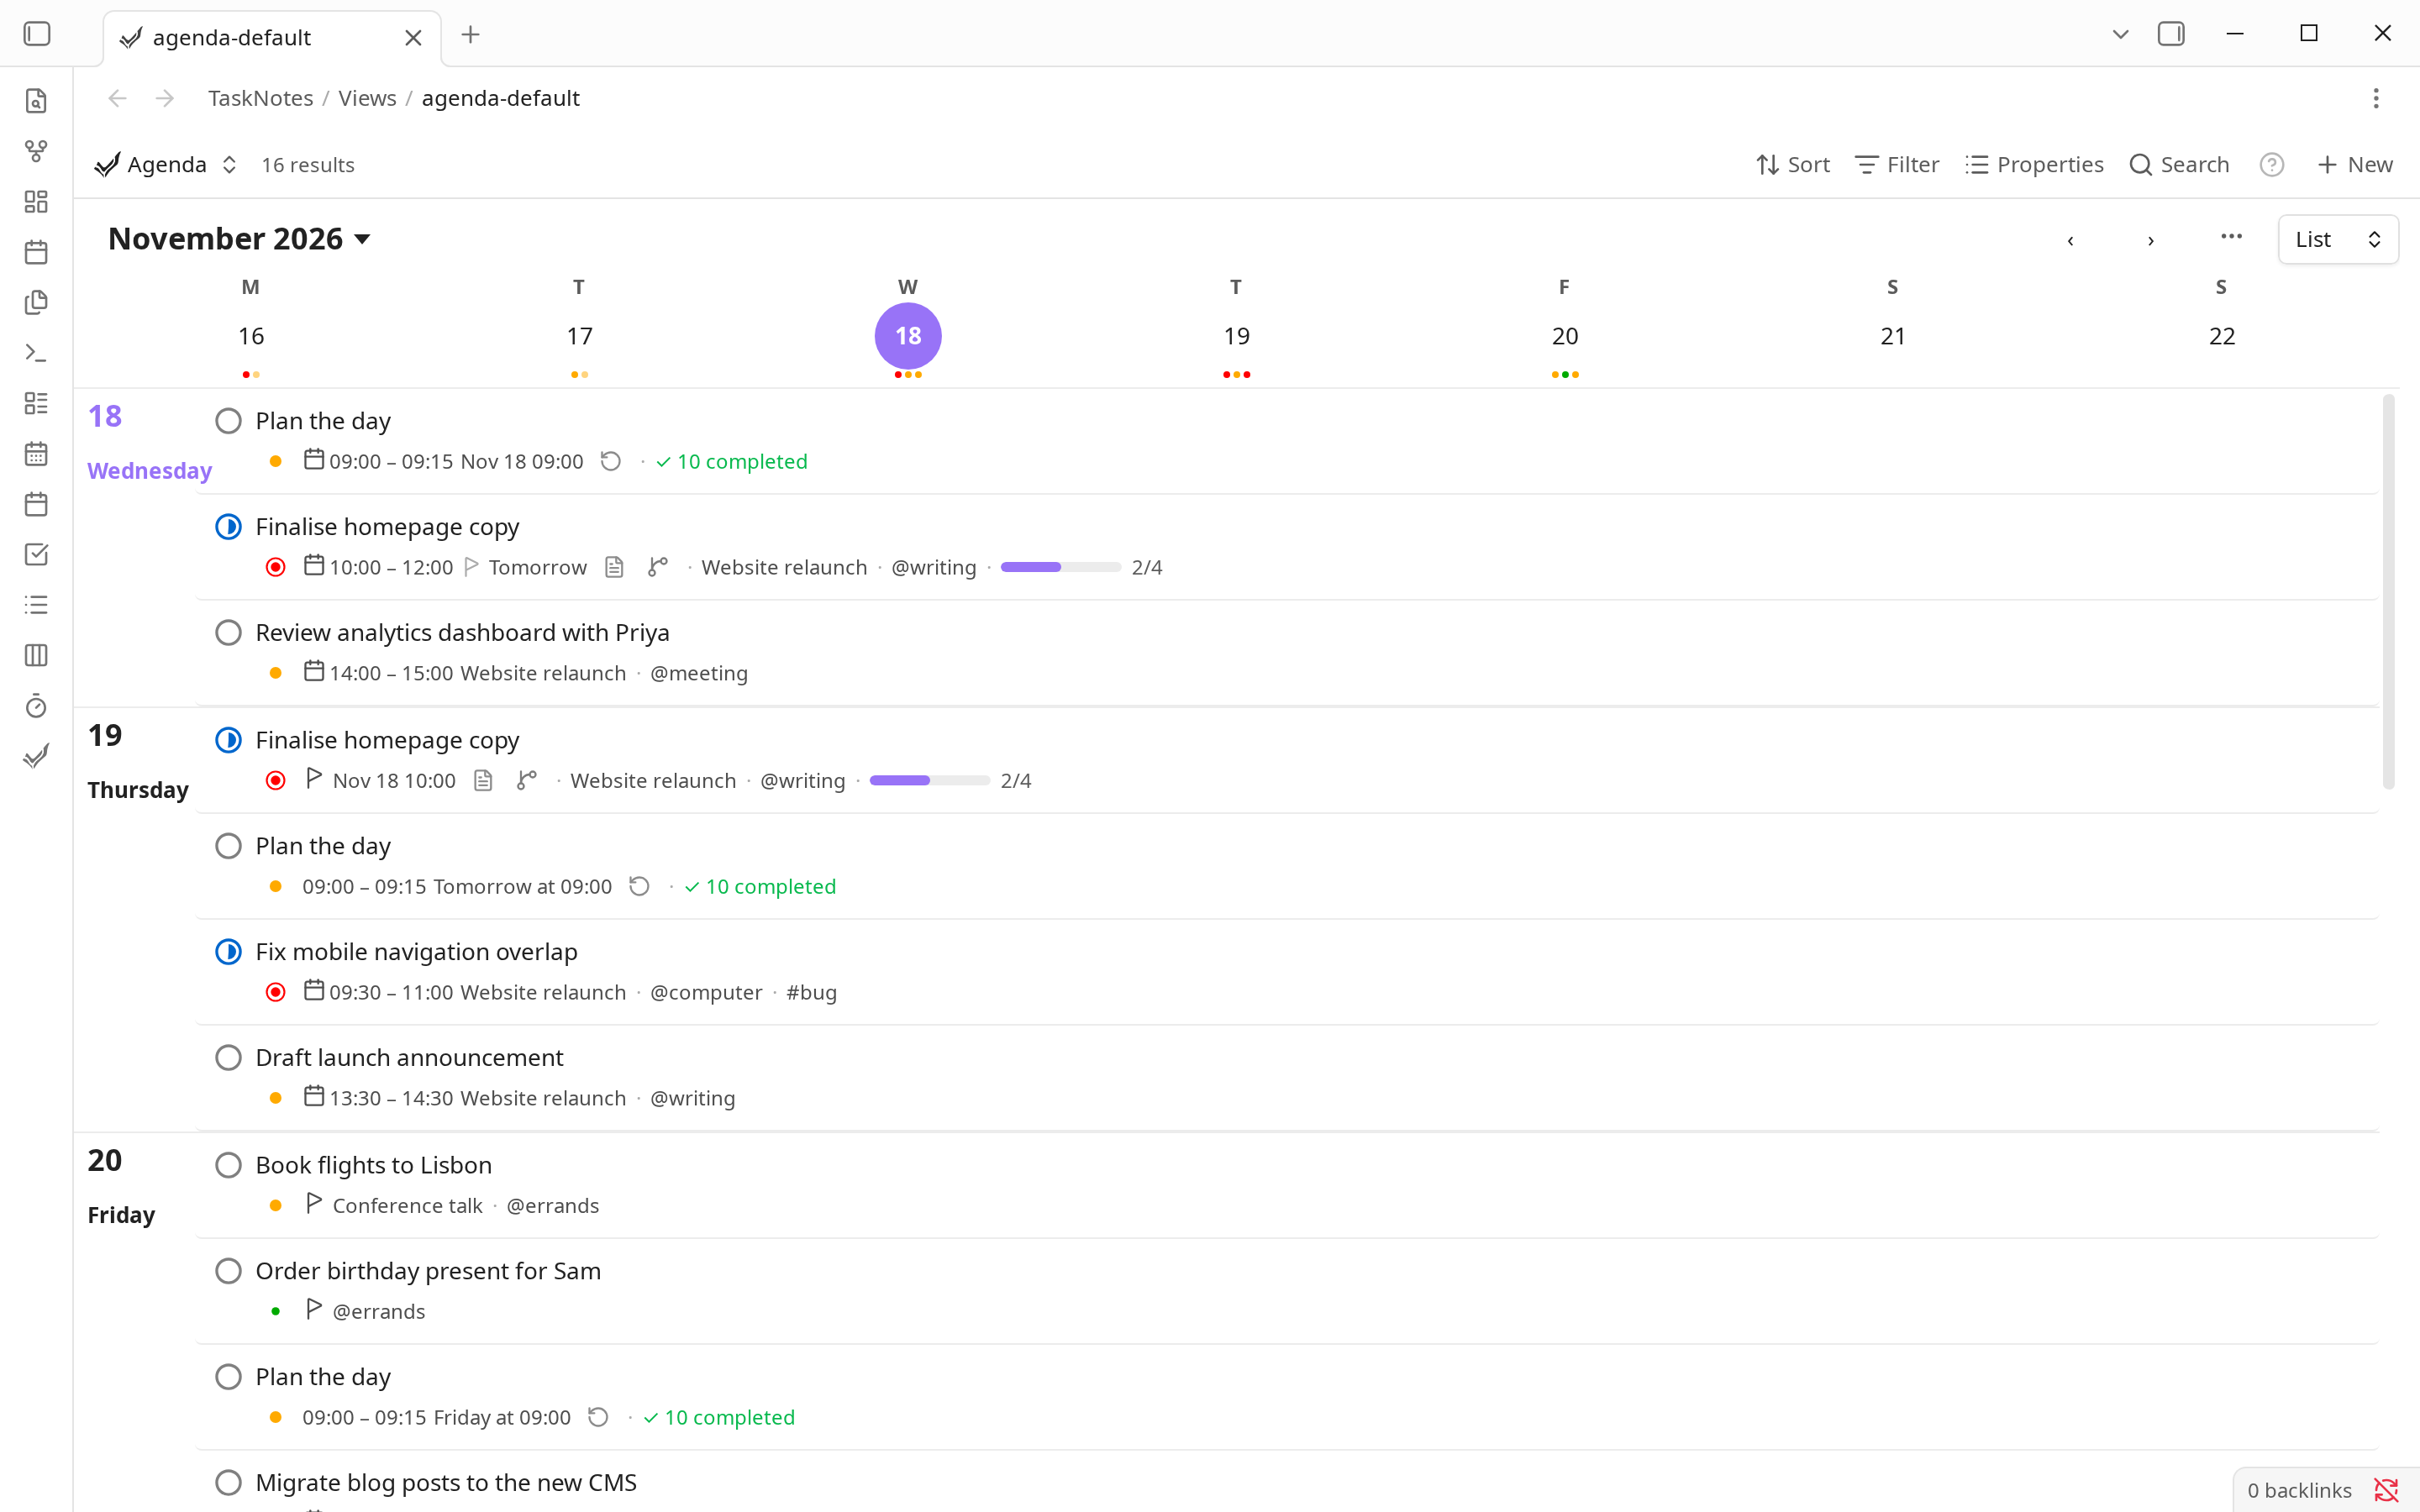 agenda-default
TaskNotes / Views / agenda-default
Agenda 16 results Sort Filter Properties Search New
November 2026 ‹ › ••• List
M T W T F S S
16 17 18 19 20 21 22
18
Wednesday
Plan the day
09:00 – 09:15 Nov 18 09:00 · 10 completed
Finalise homepage copy
10:00 – 12:00 Tomorrow · Website relaunch · @writing · 2/4
Review analytics dashboard with Priya
14:00 – 15:00 Website relaunch · @meeting
19
Thursday
Finalise homepage copy
Nov 18 10:00 · Website relaunch · @writing · 2/4
Plan the day
09:00 – 09:15 Tomorrow at 09:00 · 10 completed
Fix mobile navigation overlap
09:30 – 11:00 Website relaunch · @computer · #bug
Draft launch announcement
13:30 – 14:30 Website relaunch · @writing
20
Friday
Book flights to Lisbon
Conference talk · @errands
Order birthday present for Sam
@errands
Plan the day
09:00 – 09:15 Friday at 09:00 · 10 completed
Migrate blog posts to the new CMS
0 backlinks